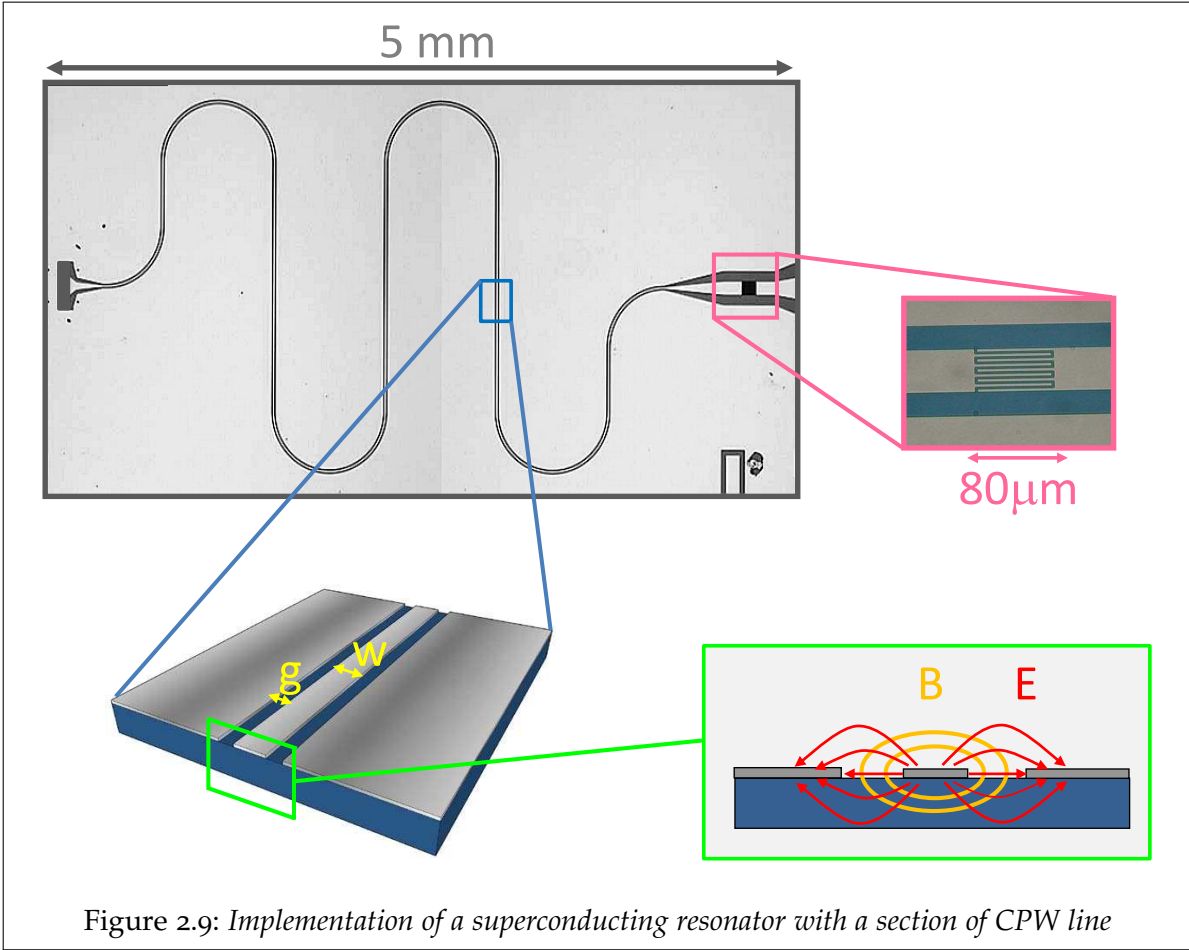 5 mm
80μm
g
W
B
E
Figure 2.9: Implementation of a superconducting resonator with a section of CPW line